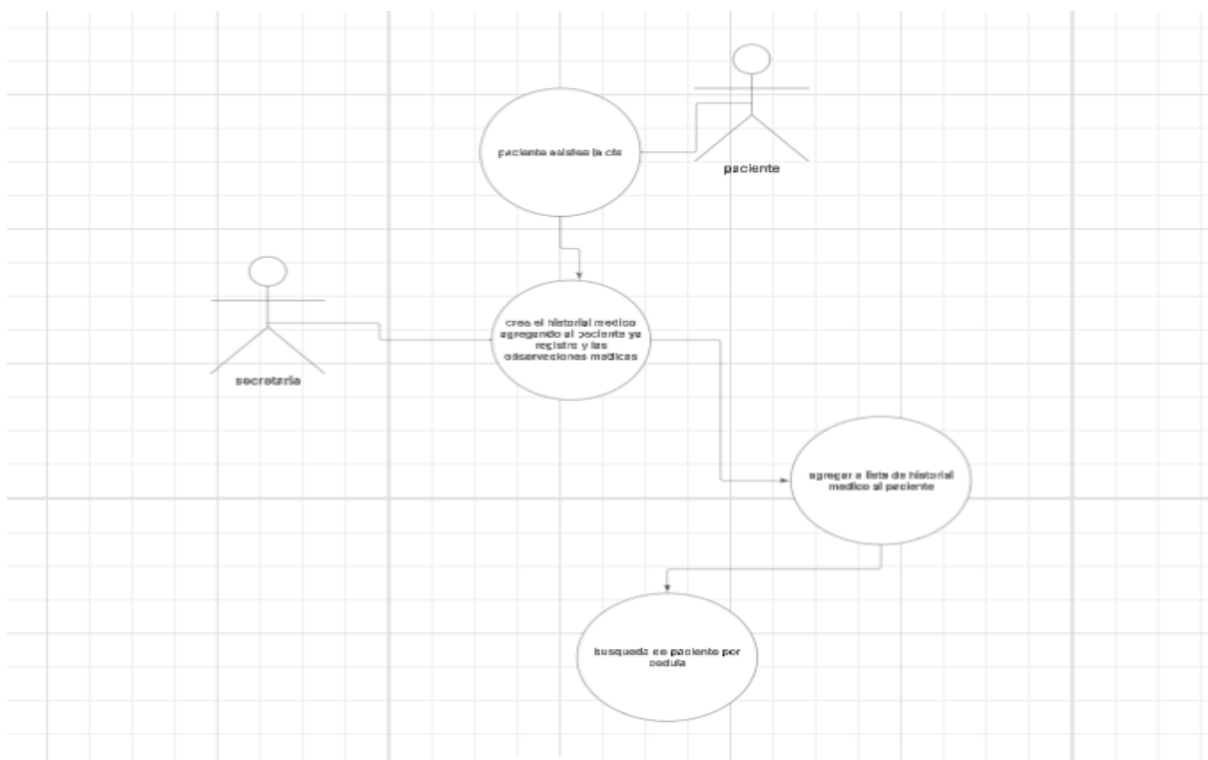 paciente
paciente asistes la cita
crea el historial medico
agregando al paciente ya
registro y las
observaciones medicas
secretaria
agregar a lista de historial
medico al paciente
busqueda de paciente por
cedula